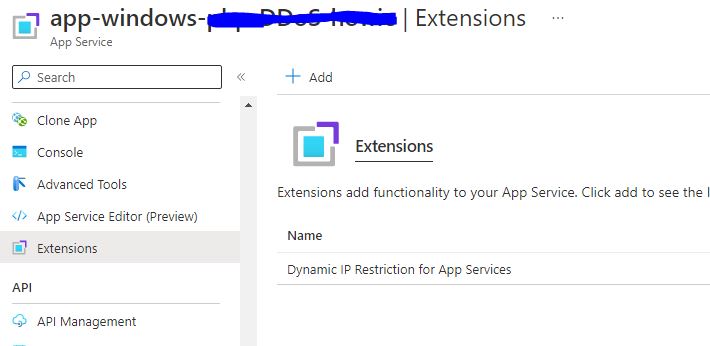 app-windows- | Extensions ...
App Service
Search «
Clone App
Console
Advanced Tools
App Service Editor (Preview)
Extensions
API
API Management
+ Add
Extensions
Extensions add functionality to your App Service. Click add to see the l
Name
Dynamic IP Restriction for App Services